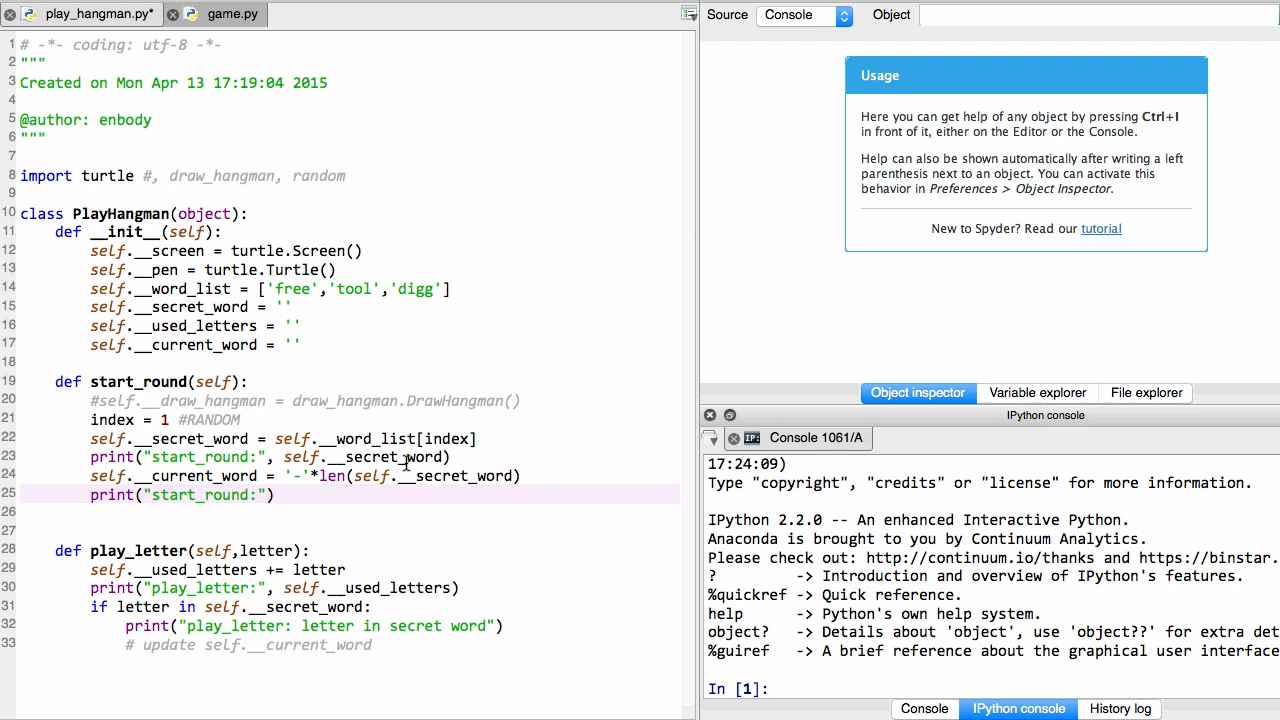 play_hangman.py* game.py
1 # -*- coding: utf-8 -*-
2 """
3 Created on Mon Apr 13 17:19:04 2015
4
5 @author: enbody
6 """
7
8 import turtle #, draw_hangman, random
9
10 class PlayHangman(object):
11     def __init__(self):
12         self.__screen = turtle.Screen()
13         self.__pen = turtle.Turtle()
14         self.__word_list = ['free','tool','digg']
15         self.__secret_word = ''
16         self.__used_letters = ''
17         self.__current_word = ''
18
19     def start_round(self):
20         #self.__draw_hangman = draw_hangman.DrawHangman()
21         index = 1 #RANDOM
22         self.__secret_word = self.__word_list[index]
23         print("start_round:", self.__secret_word)
24         self.__current_word = '-'*len(self.__secret_word)
25         print("start_round:")
26
27
28     def play_letter(self,letter):
29         self.__used_letters += letter
30         print("play_letter:", self.__used_letters)
31         if letter in self.__secret_word:
32             print("play_letter: letter in secret word")
33             # update self.__current_word
Source Console Object
Usage
Here you can get help of any object by pressing Ctrl+I
in front of it, either on the Editor or the Console.
Help can also be shown automatically after writing a left
parenthesis next to an object. You can activate this
behavior in Preferences > Object Inspector.
New to Spyder? Read our tutorial
Object inspector Variable explorer File explorer
IPython console
IP: Console 1061/A
17:24:09)
Type "copyright", "credits" or "license" for more information.
IPython 2.2.0 -- An enhanced Interactive Python.
Anaconda is brought to you by Continuum Analytics.
Please check out: http://continuum.io/thanks and https://binstar.
?         -> Introduction and overview of IPython's features.
%quickref -> Quick reference.
help      -> Python's own help system.
object?   -> Details about 'object', use 'object??' for extra det
%guiref   -> A brief reference about the graphical user interface
In [1]:
Console IPython console History log